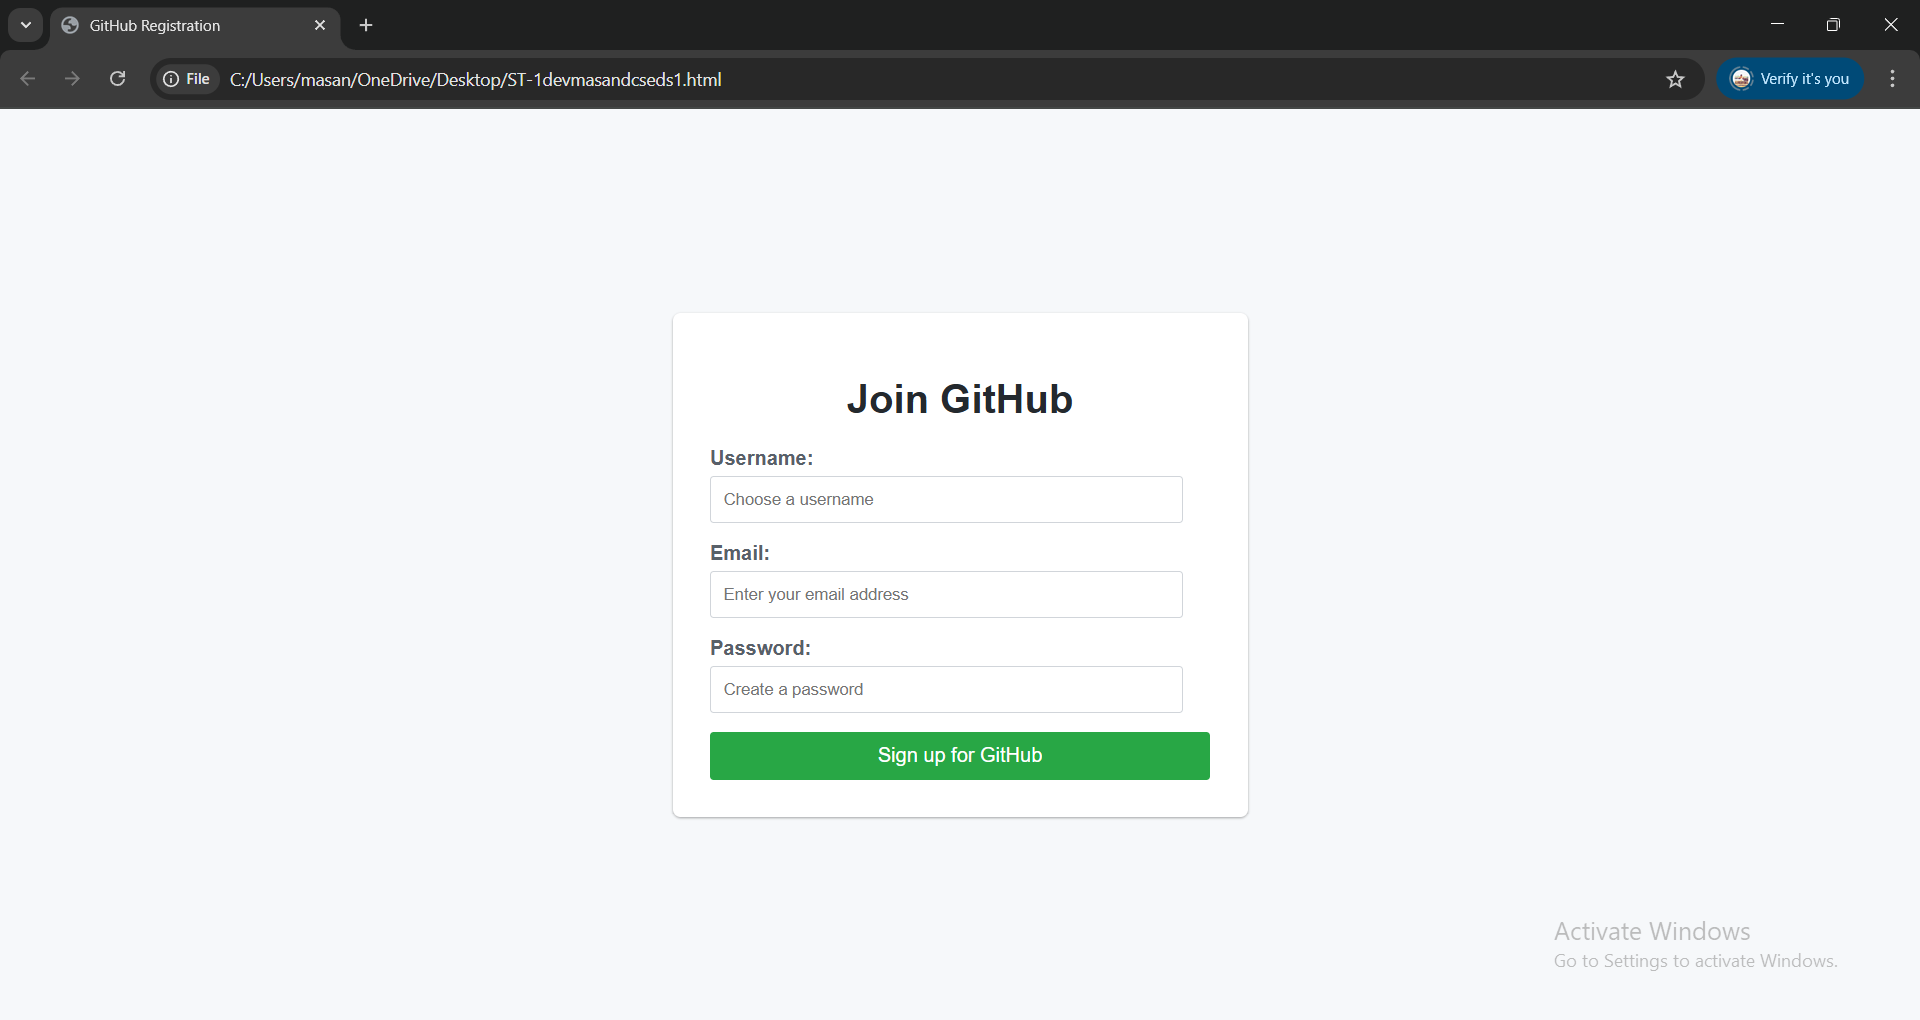 GitHub Registration
File
C:/Users/masan/OneDrive/Desktop/ST-1devmasandcseds1.html
Verify it's you
Join GitHub
Username:
Choose a username
Email:
Enter your email address
Password:
Create a password
Sign up for GitHub
Activate Windows
Go to Settings to activate Windows.